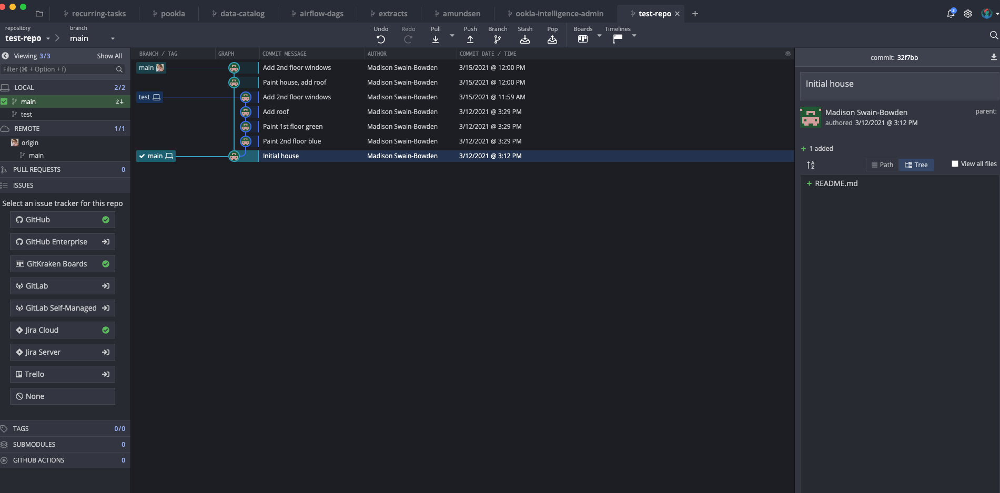 recurring-tasks
pookla
data-catalog
airflow-dags
extracts
amundsen
ookla-intelligence-admin
test-repo
2
repository
branch
test-repo
main
Undo
Redo
Pull
Push
Branch
Stash
Pop
Boards
Timelines
Viewing 3/3
Show All
Filter (⌘ + Option + f)
LOCAL 2/2
main 2↓
test
REMOTE 1/1
origin
main
PULL REQUESTS 0
ISSUES
Select an issue tracker for this repo
GitHub
GitHub Enterprise
GitKraken Boards
GitLab
GitLab Self-Managed
Jira Cloud
Jira Server
Trello
None
TAGS 0/0
SUBMODULES 0
GITHUB ACTIONS 0
BRANCH / TAG GRAPH COMMIT MESSAGE AUTHOR COMMIT DATE / TIME
main Add 2nd floor windows Madison Swain-Bowden 3/15/2021 @ 12:00 PM
Paint house, add roof Madison Swain-Bowden 3/15/2021 @ 12:00 PM
test Add 2nd floor windows Madison Swain-Bowden 3/15/2021 @ 11:59 AM
Add roof Madison Swain-Bowden 3/12/2021 @ 3:29 PM
Paint 1st floor green Madison Swain-Bowden 3/12/2021 @ 3:29 PM
Paint 2nd floor blue Madison Swain-Bowden 3/12/2021 @ 3:29 PM
main Initial house Madison Swain-Bowden 3/12/2021 @ 3:12 PM
commit: 32f7bb
Initial house
Madison Swain-Bowden
parent:
authored 3/12/2021 @ 3:12 PM
+ 1 added
A
Z
Path
Tree
View all files
+ README.md